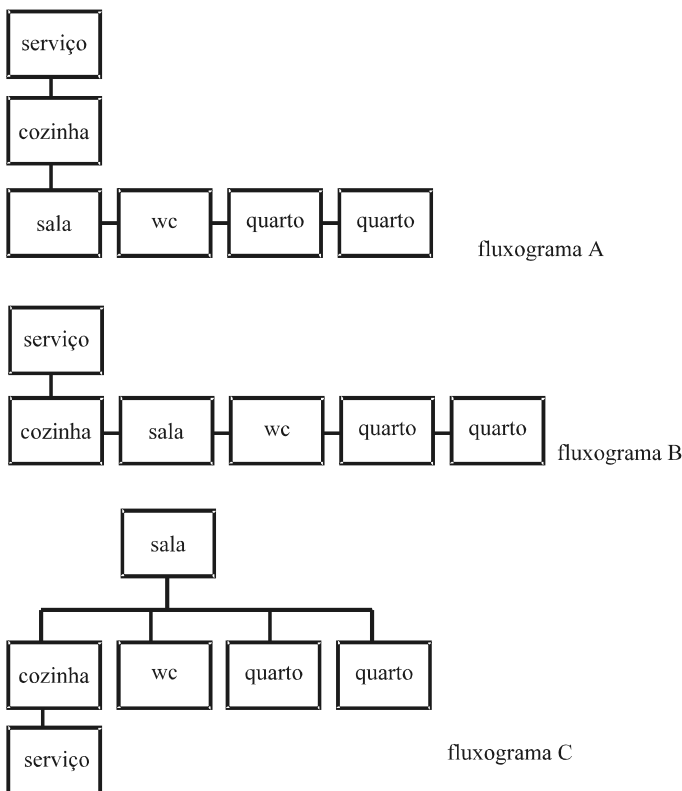 serviço
cozinha
sala wc quarto quarto
fluxograma A
serviço
cozinha sala wc quarto quarto
fluxograma B
sala
cozinha wc quarto quarto
serviço
fluxograma C